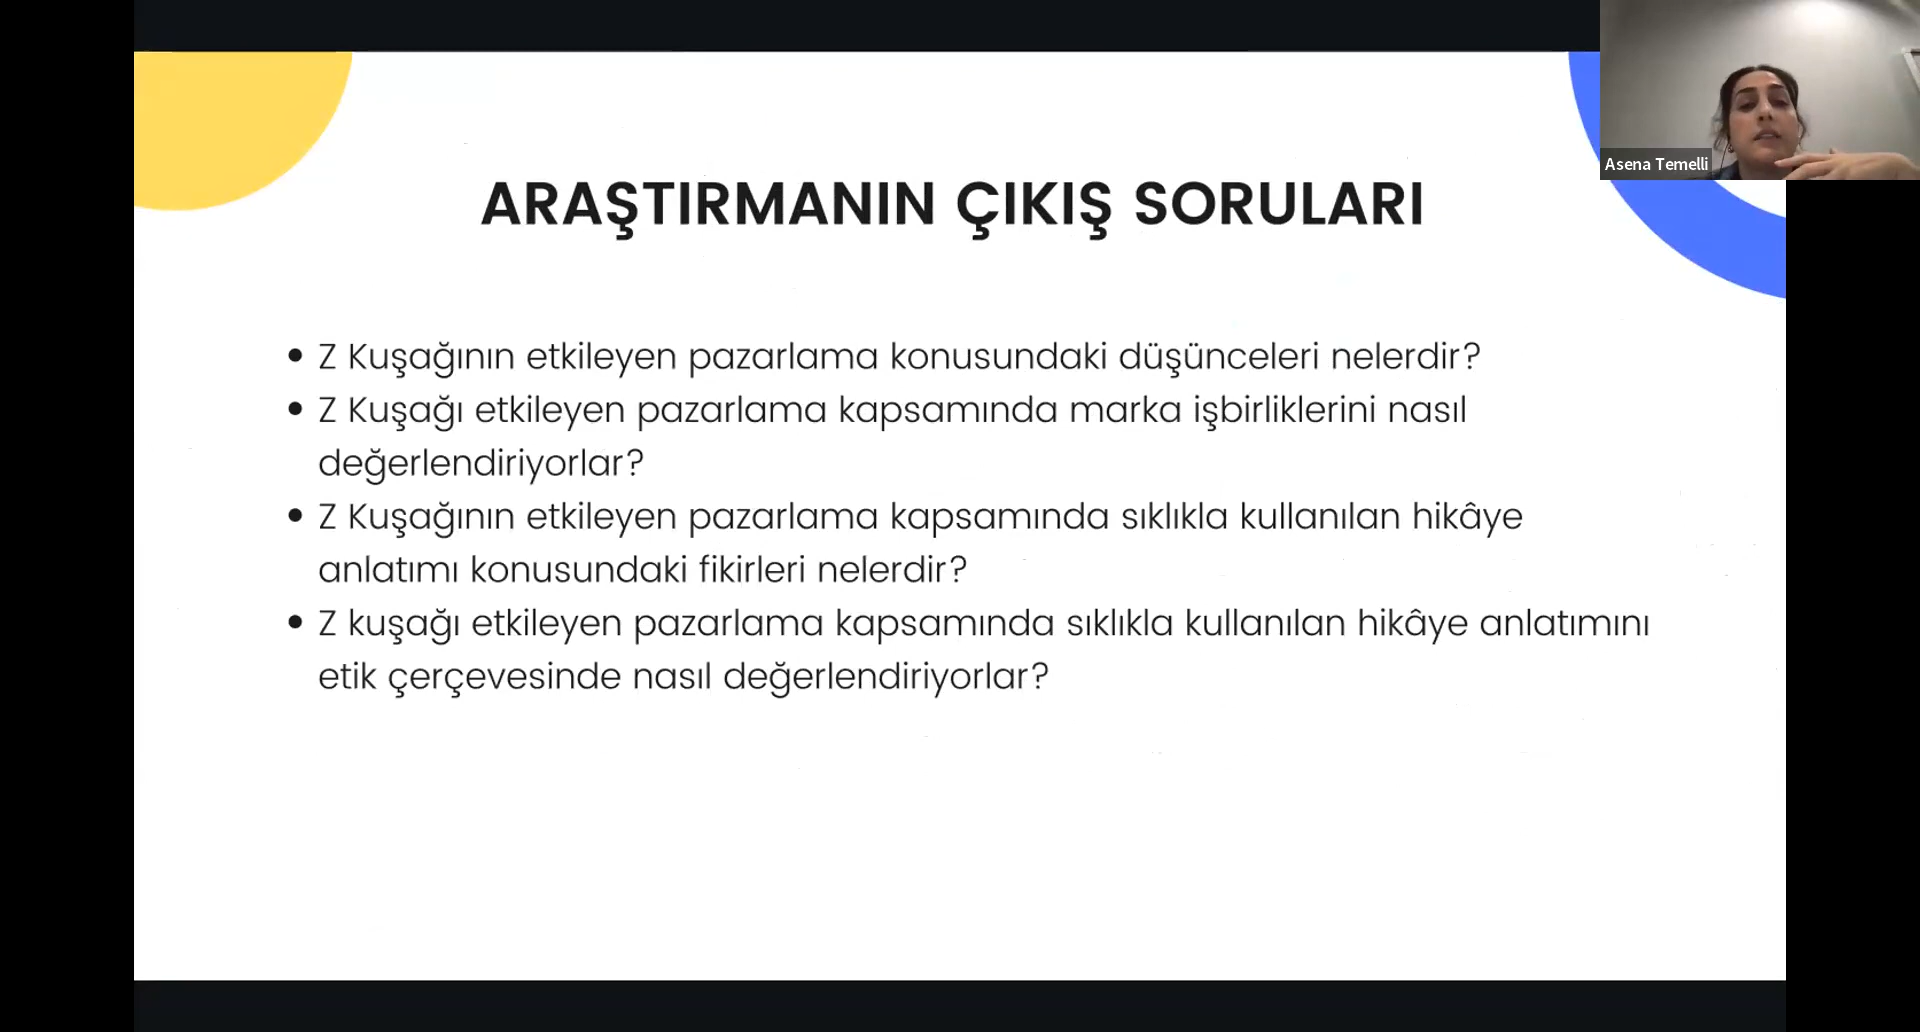 Asena Temelli
ARAŞTIRMANIN ÇIKIŞ SORULARI
• Z Kuşağının etkileyen pazarlama konusundaki düşünceleri nelerdir?
• Z Kuşağı etkileyen pazarlama kapsamında marka işbirliklerini nasıl
değerlendiriyorlar?
• Z Kuşağının etkileyen pazarlama kapsamında sıklıkla kullanılan hikâye
anlatımı konusundaki fikirleri nelerdir?
• Z kuşağı etkileyen pazarlama kapsamında sıklıkla kullanılan hikâye anlatımını
etik çerçevesinde nasıl değerlendiriyorlar?